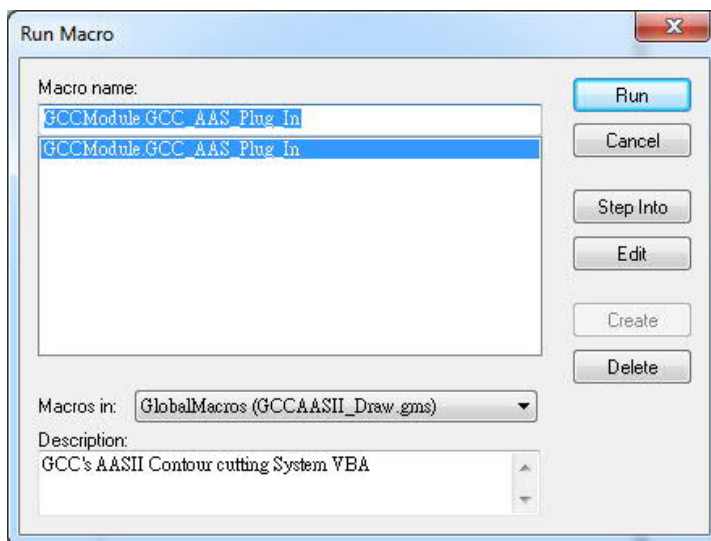 Run Macro
Macro name:
GCCModule.GCC_AAS_Plug_In
GCCModule.GCC_AAS_Plug_In
Run
Cancel
Step Into
Edit
Create
Delete
Macros in: GlobalMacros (GCCAASII_Draw.gms)
Description:
GCC's AASII Contour cutting System VBA